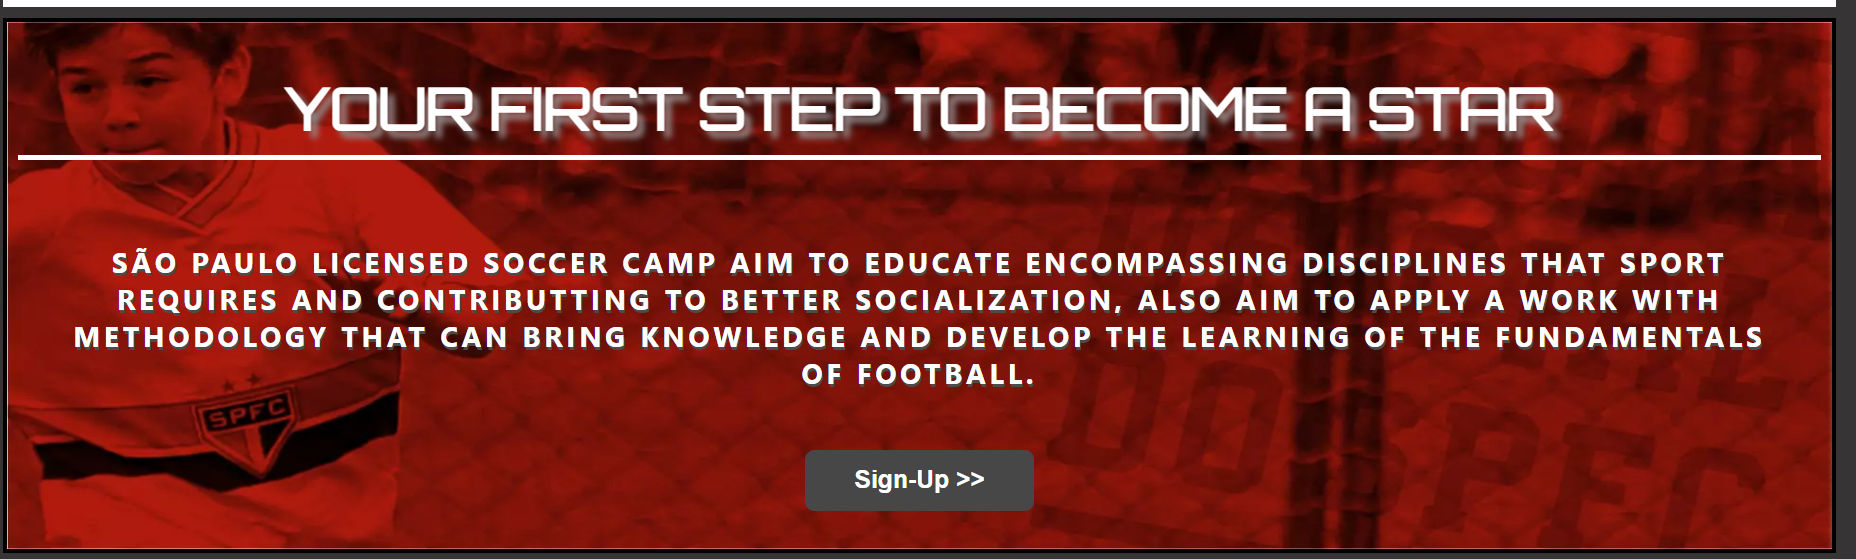 YOUR FIRST STEP TO BECOME A STAR
SÃO PAULO LICENSED SOCCER CAMP AIM TO EDUCATE ENCOMPASSING DISCIPLINES THAT SPORT
REQUIRES AND CONTRIBUTTING TO BETTER SOCIALIZATION, ALSO AIM TO APPLY A WORK WITH
METHODOLOGY THAT CAN BRING KNOWLEDGE AND DEVELOP THE LEARNING OF THE FUNDAMENTALS
OF FOOTBALL.
SPFC
DO SPFC
Sign-Up >>